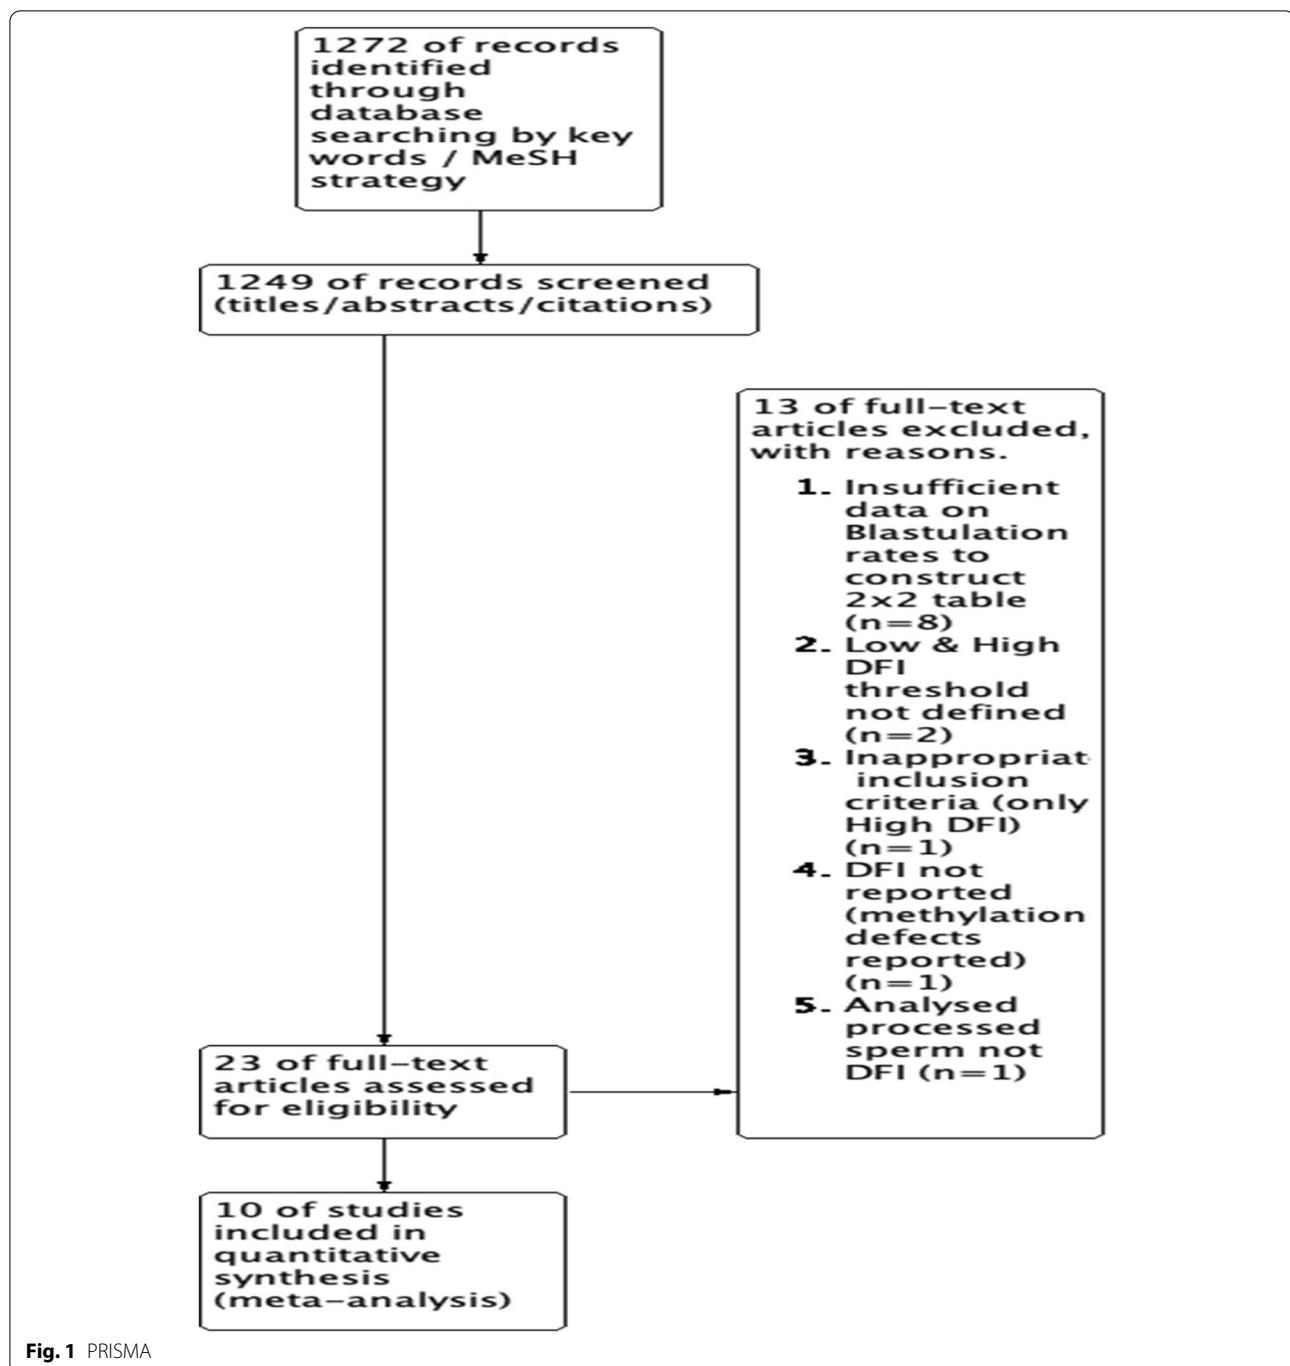 1272 of records
identified
through
database
searching by key
words / MeSH
strategy
1249 of records screened
(titles/abstracts/citations)
13 of full-text
articles excluded,
with reasons.
1. Insufficient
data on
Blastulation
rates to
construct
2x2 table
(n=8)
2. Low & High
DFI
threshold
not defined
(n=2)
3. Inappropriat
inclusion
criteria (only
High DFI)
(n=1)
4. DFI not
reported
(methylation
defects
reported)
(n=1)
5. Analysed
processed
sperm not
DFI (n=1)
23 of full-text
articles assessed
for eligibility
10 of studies
included in
quantitative
synthesis
(meta-analysis)
Fig. 1 PRISMA